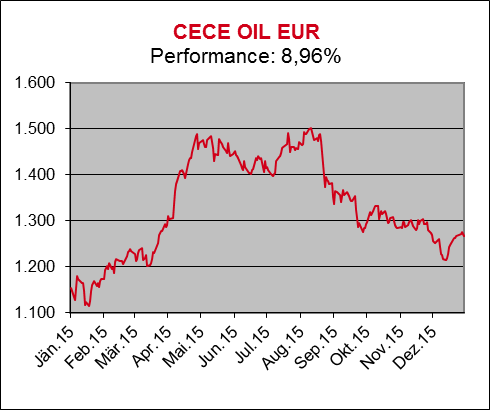 CECE OIL EUR
Performance: 8,96%
1.600
1.500
1.400
1.300
1.200
1.100
Jän.15
Feb.15
Mär.15
Apr.15
Mai.15
Jun.15
Jul.15
Aug.15
Sep.15
Okt.15
Nov.15
Dez.15